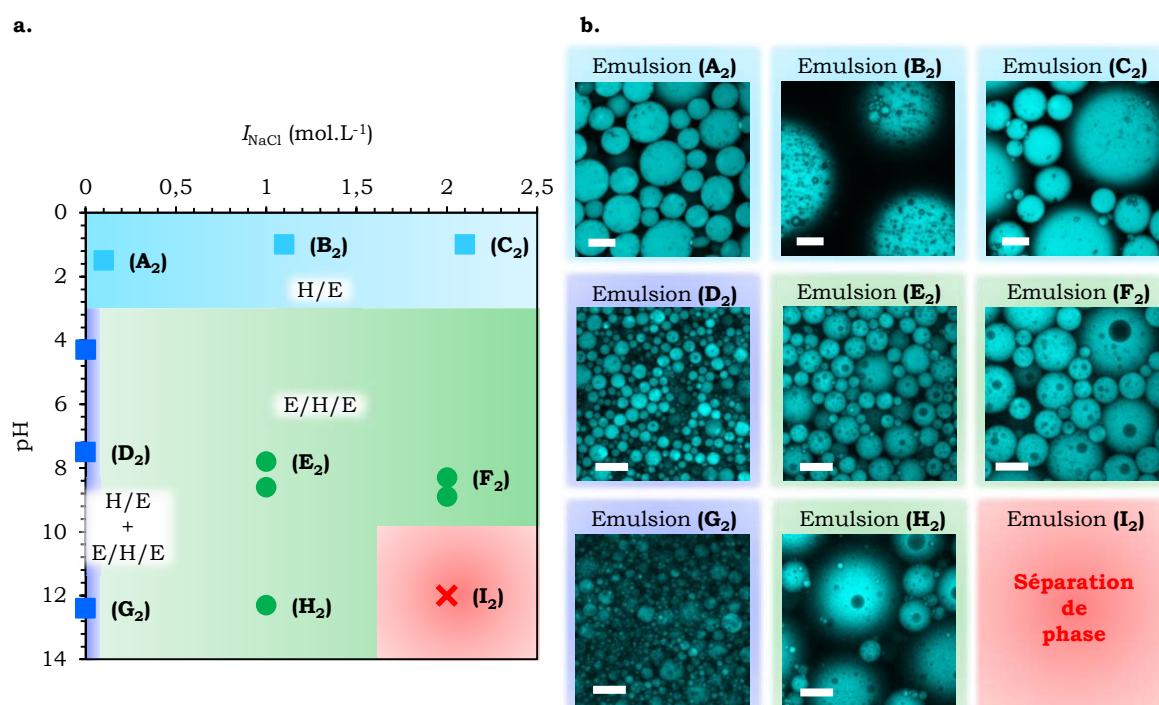 a.
I_NaCl (mol.L⁻¹)
0 0,5 1 1,5 2 2,5
0
2
4
6
8
10
12
14
pH
(A₂)
(B₂)
(C₂)
H/E
E/H/E
(D₂)
(E₂)
(F₂)
H/E
+
E/H/E
(G₂)
(H₂)
(I₂)
b.
Emulsion (A₂)
Emulsion (B₂)
Emulsion (C₂)
Emulsion (D₂)
Emulsion (E₂)
Emulsion (F₂)
Emulsion (G₂)
Emulsion (H₂)
Emulsion (I₂)
Séparation
de
phase